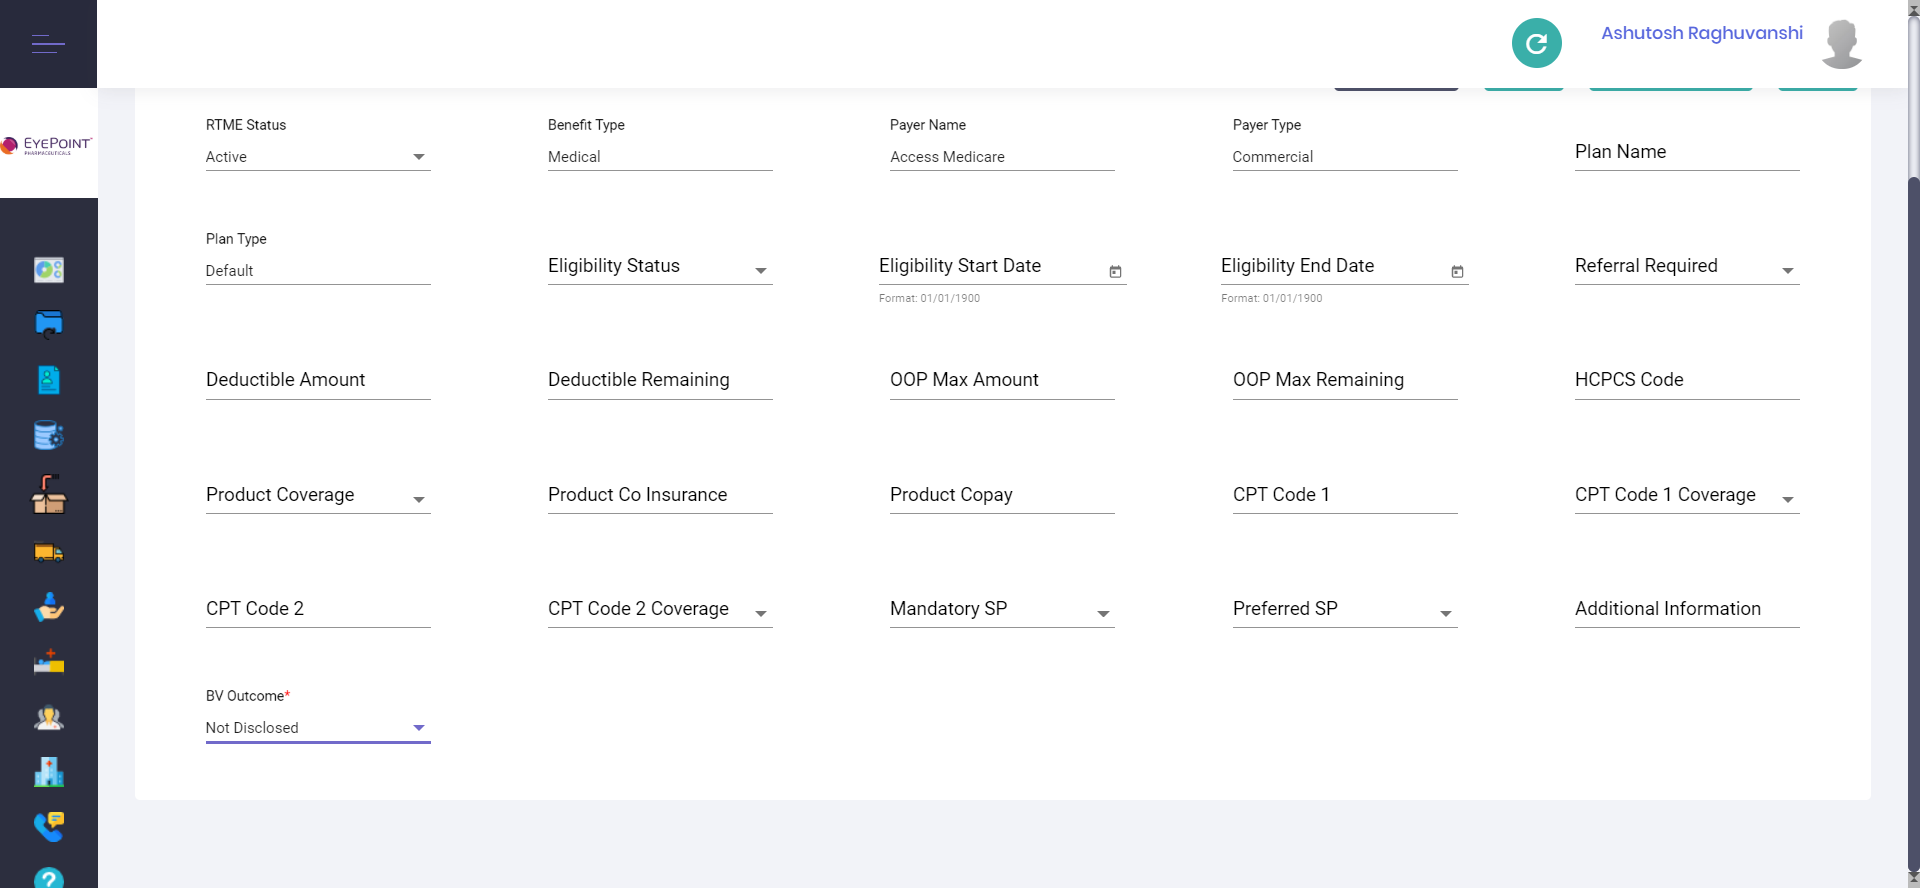 Ashutosh Raghuvanshi
EYEPOINT
PHARMACEUTICALS
RTME Status
Active
Benefit Type
Medical
Payer Name
Access Medicare
Payer Type
Commercial
Plan Name
Plan Type
Default
Eligibility Status
Eligibility Start Date
Format: 01/01/1900
Eligibility End Date
Format: 01/01/1900
Referral Required
Deductible Amount
Deductible Remaining
OOP Max Amount
OOP Max Remaining
HCPCS Code
Product Coverage
Product Co Insurance
Product Copay
CPT Code 1
CPT Code 1 Coverage
CPT Code 2
CPT Code 2 Coverage
Mandatory SP
Preferred SP
Additional Information
BV Outcome*
Not Disclosed
?